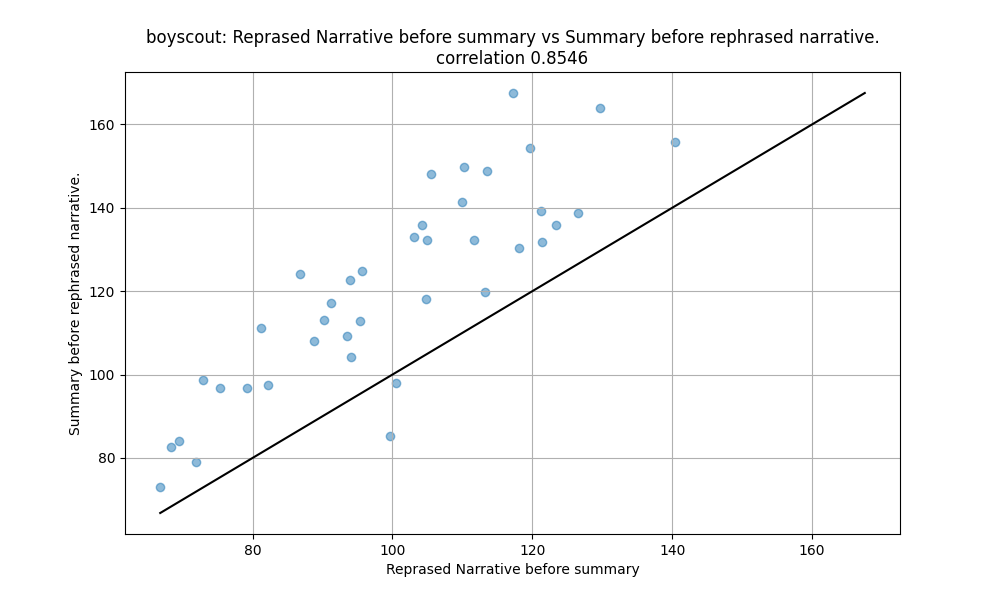 boyscout: Reprased Narrative before summary vs Summary before rephrased narrative.
correlation 0.8546
160
140
120
100
80
Summary before rephrased narrative.
80
100
120
140
160
Reprased Narrative before summary